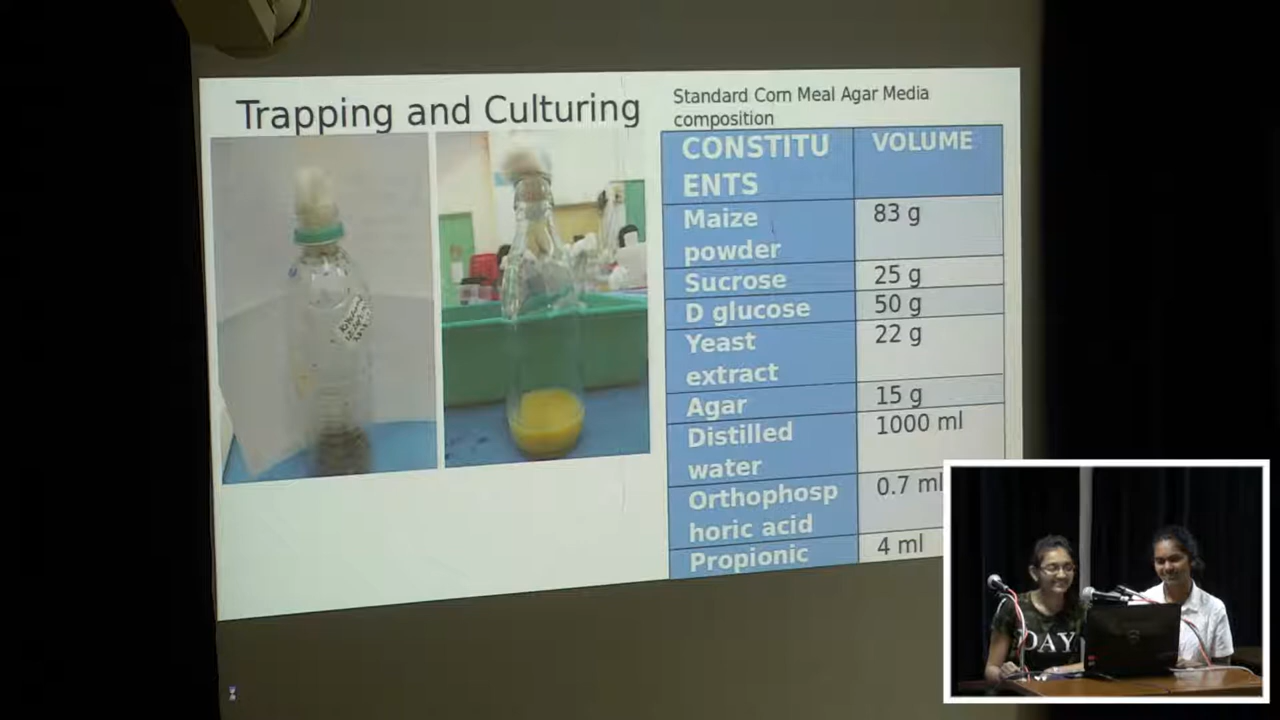 Trapping and Culturing
Standard Corn Meal Agar Media
composition
CONSTITU
ENTS
VOLUME
Maize
powder
83 g
Sucrose
25 g
D glucose
50 g
Yeast
extract
22 g
Agar
15 g
Distilled
water
1000 ml
Orthophosp
horic acid
0.7 ml
Propionic
4 ml
DAY